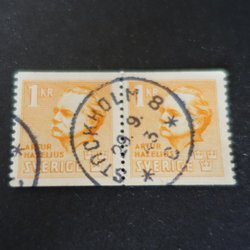 1 KR
ARTUR
HAZELIUS
SVERIGE
1 KR
ARTUR
HAZELIUS
SVERIGE
STOCKHOLM 8